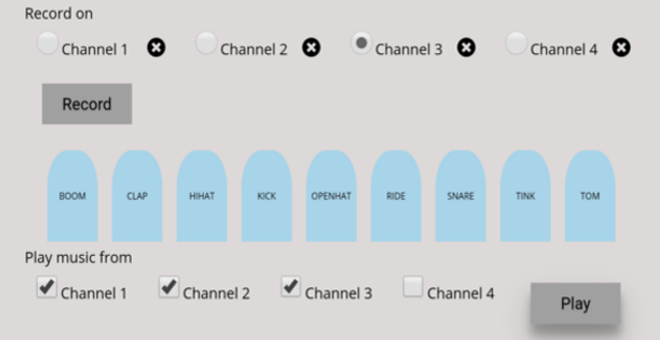 Record on
Channel 1 Channel 2 Channel 3 Channel 4
Record
BOOM CLAP HIHAT KICK OPENHAT RIDE SNARE TINK TOM
Play music from
Channel 1 Channel 2 Channel 3 Channel 4
Play